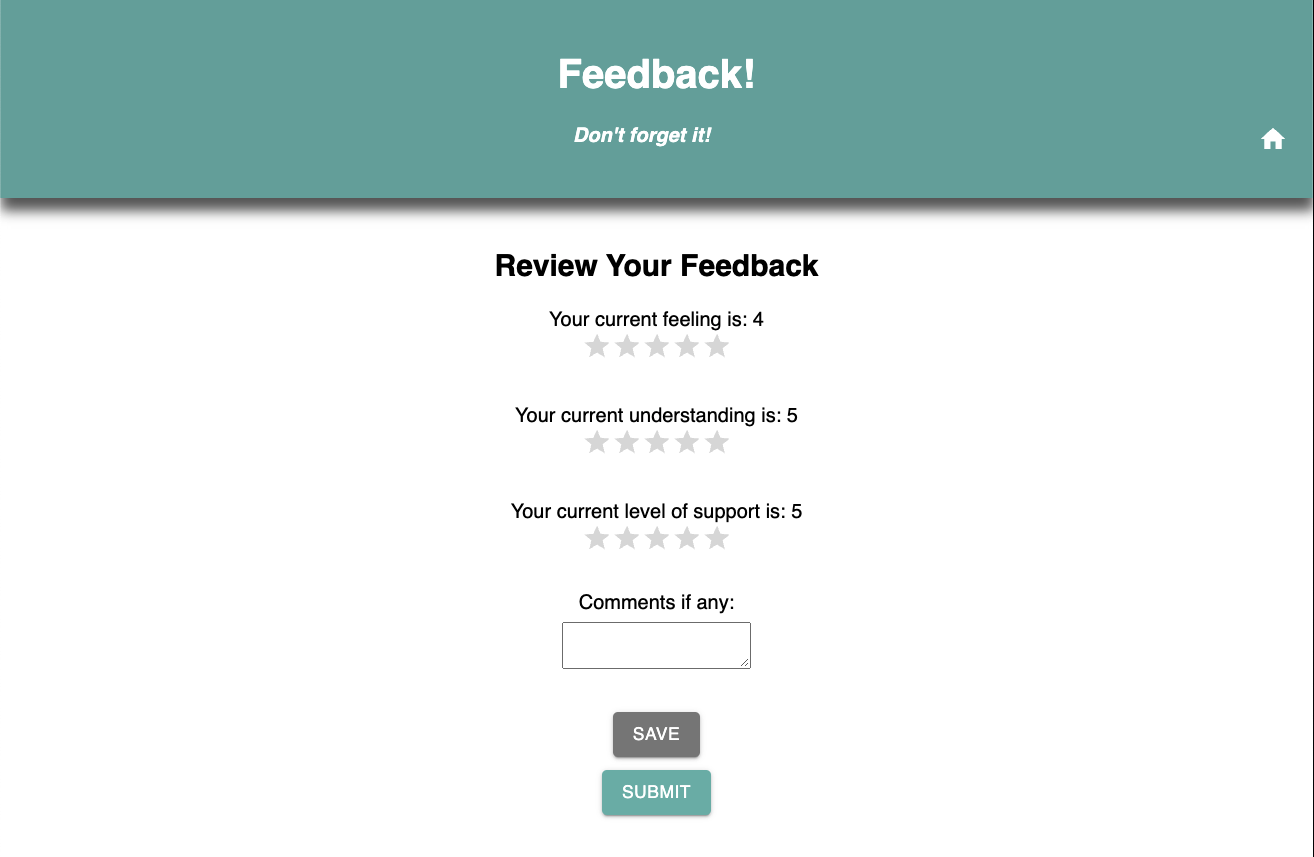 Feedback!
Don't forget it!
Review Your Feedback
Your current feeling is: 4
Your current understanding is: 5
Your current level of support is: 5
Comments if any:
SAVE
SUBMIT